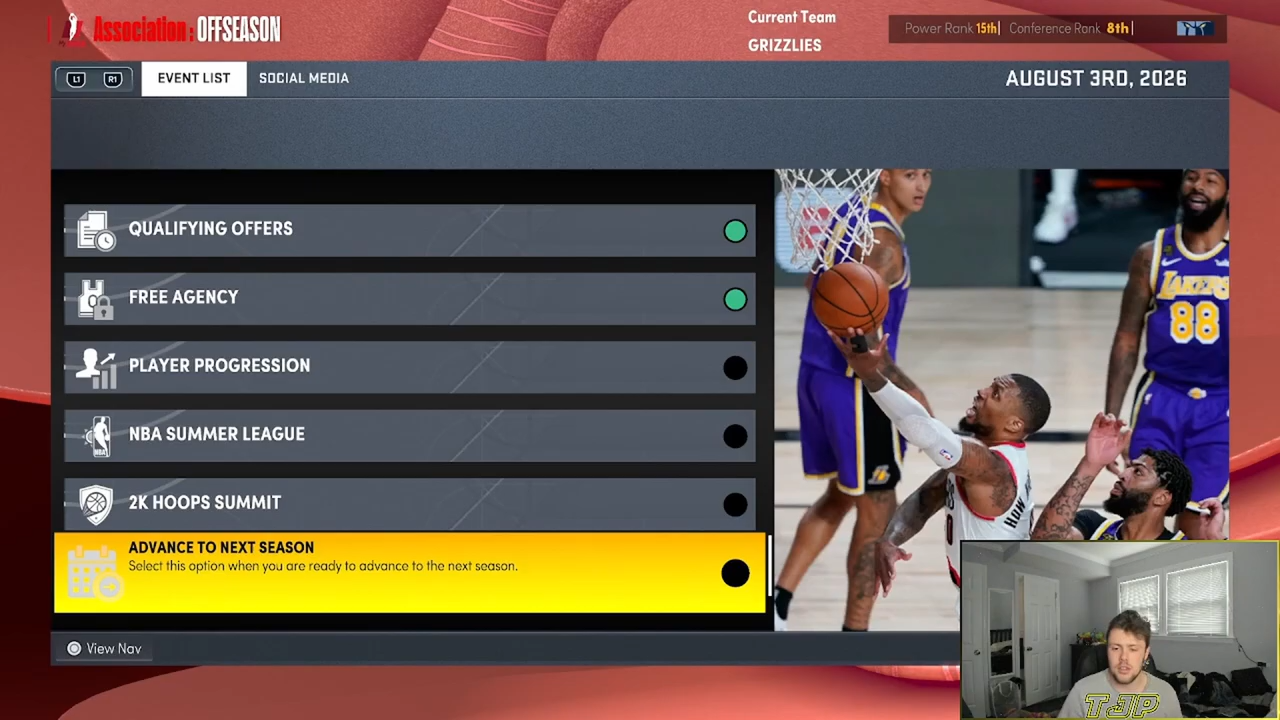 Association: OFFSEASON
Current Team
GRIZZLIES
Power Rank 15th| Conference Rank 8th|
L1 R1 EVENT LIST SOCIAL MEDIA
AUGUST 3RD, 2026
QUALIFYING OFFERS
FREE AGENCY
PLAYER PROGRESSION
NBA SUMMER LEAGUE
2K HOOPS SUMMIT
ADVANCE TO NEXT SEASON
Select this option when you are ready to advance to the next season.
View Nav
LAKERS
88
TJP